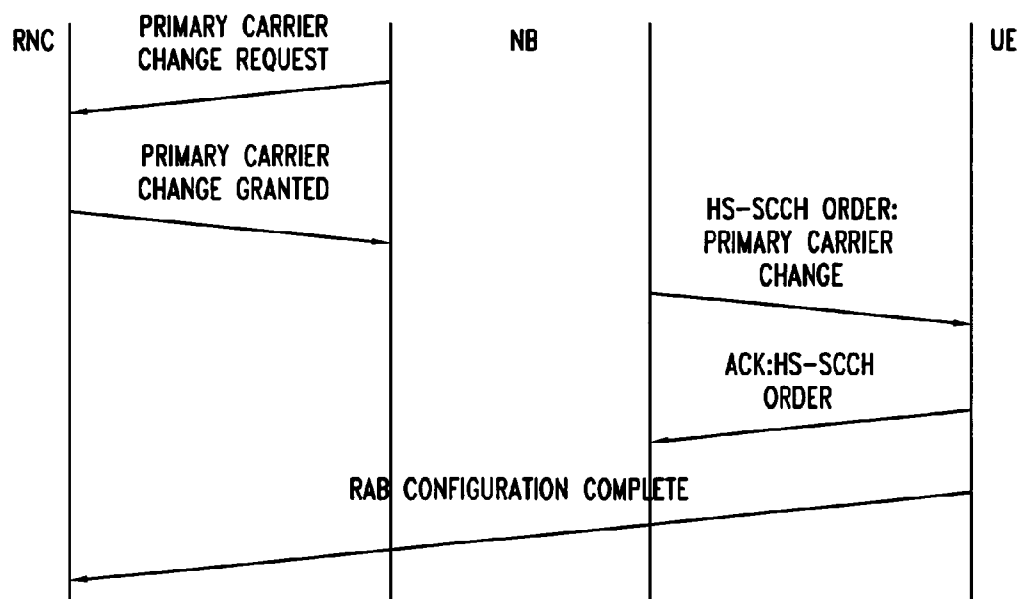 RNC
PRIMARY CARRIER
CHANGE REQUEST
NB
UE
PRIMARY CARRIER
CHANGE GRANTED
HS-SCCH ORDER:
PRIMARY CARRIER
CHANGE
ACK:HS-SCCH
ORDER
RAB CONFIGURATION COMPLETE